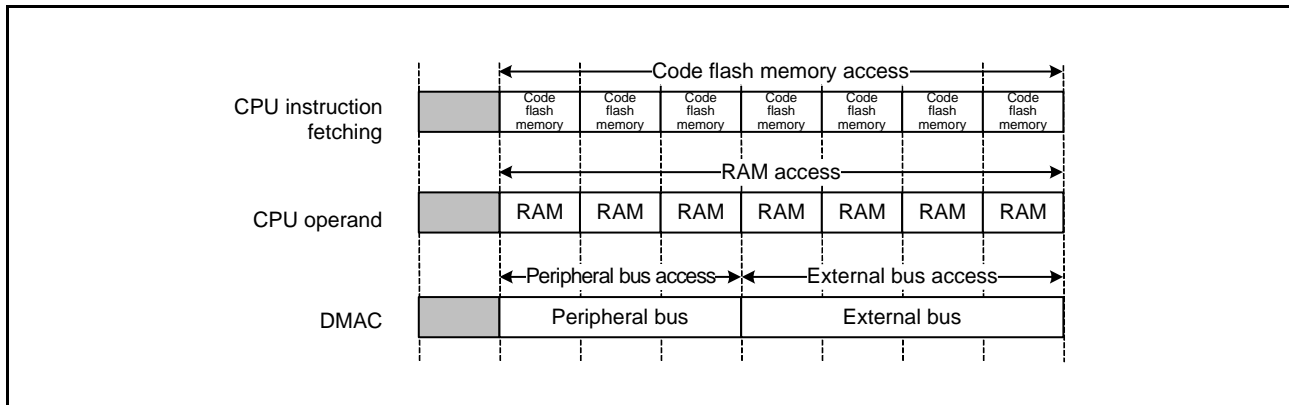 Code flash memory access
CPU instruction
fetching
Code Code Code Code Code Code Code
flash flash flash flash flash flash flash
memory memory memory memory memory memory memory
RAM access
CPU operand
RAM RAM RAM RAM RAM RAM RAM
Peripheral bus access External bus access
DMAC
Peripheral bus External bus